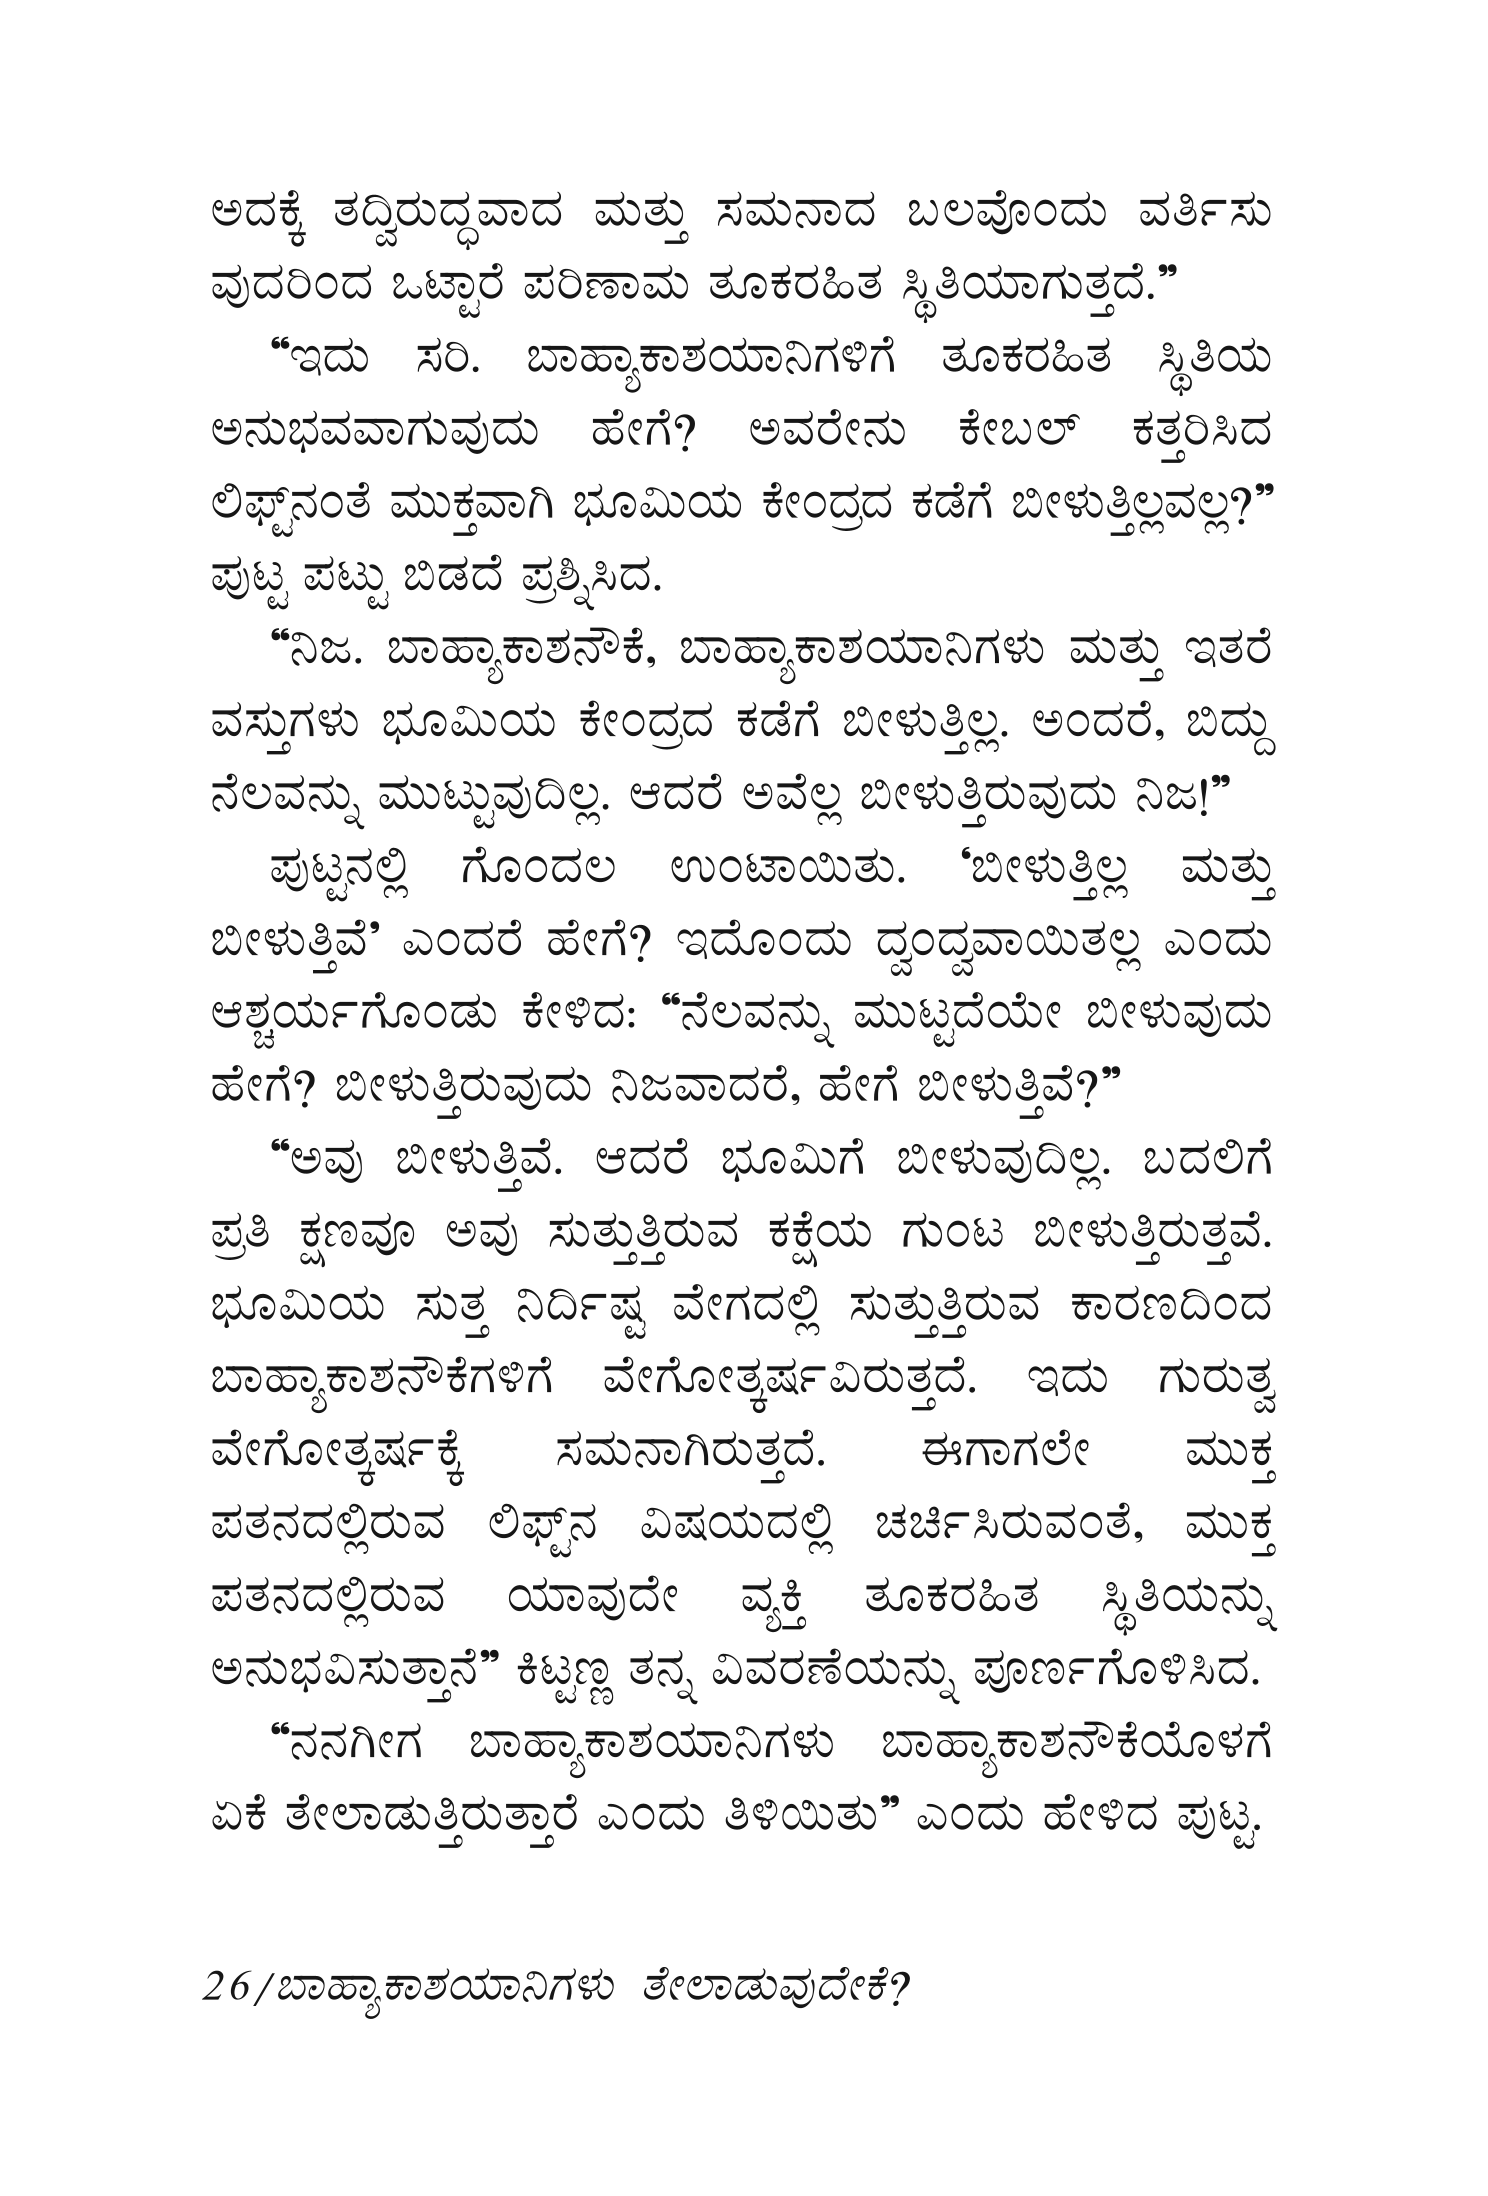 ಅದಕ್ಕೆ ತದ್ವಿರುದ್ಧವಾದ ಮತ್ತು ಸಮನಾದ ಬಲವೊಂದು ವರ್ತಿಸು
ವುದರಿಂದ ಒಟ್ಟಾರೆ ಪರಿಣಾಮ ತೂಕರಹಿತ ಸ್ಥಿತಿಯಾಗುತ್ತದೆ.”
“ಇದು ಸರಿ. ಬಾಹ್ಯಾಕಾಶಯಾನಿಗಳಿಗೆ ತೂಕರಹಿತ ಸ್ಥಿತಿಯ
ಅನುಭವವಾಗುವುದು ಹೇಗೆ? ಅವರೇನು ಕೇಬಲ್ ಕತ್ತರಿಸಿದ
ಲಿಫ್ಟ್‌ನಂತೆ ಮುಕ್ತವಾಗಿ ಭೂಮಿಯ ಕೇಂದ್ರದ ಕಡೆಗೆ ಬೀಳುತ್ತಿಲ್ಲವಲ್ಲ?”
ಪುಟ್ಟ ಪಟ್ಟು ಬಿಡದೆ ಪ್ರಶ್ನಿಸಿದ.
“ನಿಜ. ಬಾಹ್ಯಾಕಾಶನೌಕೆ, ಬಾಹ್ಯಾಕಾಶಯಾನಿಗಳು ಮತ್ತು ಇತರೆ
ವಸ್ತುಗಳು ಭೂಮಿಯ ಕೇಂದ್ರದ ಕಡೆಗೆ ಬೀಳುತ್ತಿಲ್ಲ. ಅಂದರೆ, ಬಿದ್ದು
ನೆಲವನ್ನು ಮುಟ್ಟುವುದಿಲ್ಲ. ಆದರೆ ಅವೆಲ್ಲ ಬೀಳುತ್ತಿರುವುದು ನಿಜ!”
ಪುಟ್ಟನಲ್ಲಿ ಗೊಂದಲ ಉಂಟಾಯಿತು. ‘ಬೀಳುತ್ತಿಲ್ಲ ಮತ್ತು
ಬೀಳುತ್ತಿವೆ’ ಎಂದರೆ ಹೇಗೆ? ಇದೊಂದು ದ್ವಂದ್ವವಾಯಿತಲ್ಲ ಎಂದು
ಆಶ್ಚರ್ಯಗೊಂಡು ಕೇಳಿದ: “ನೆಲವನ್ನು ಮುಟ್ಟದೆಯೇ ಬೀಳುವುದು
ಹೇಗೆ? ಬೀಳುತ್ತಿರುವುದು ನಿಜವಾದರೆ, ಹೇಗೆ ಬೀಳುತ್ತಿವೆ?”
“ಅವು ಬೀಳುತ್ತಿವೆ. ಆದರೆ ಭೂಮಿಗೆ ಬೀಳುವುದಿಲ್ಲ. ಬದಲಿಗೆ
ಪ್ರತಿ ಕ್ಷಣವೂ ಅವು ಸುತ್ತುತ್ತಿರುವ ಕಕ್ಷೆಯ ಗುಂಟ ಬೀಳುತ್ತಿರುತ್ತವೆ.
ಭೂಮಿಯ ಸುತ್ತ ನಿರ್ದಿಷ್ಟ ವೇಗದಲ್ಲಿ ಸುತ್ತುತ್ತಿರುವ ಕಾರಣದಿಂದ
ಬಾಹ್ಯಾಕಾಶನೌಕೆಗಳಿಗೆ ವೇಗೋತ್ಕರ್ಷವಿರುತ್ತದೆ. ಇದು ಗುರುತ್ವ
ವೇಗೋತ್ಕರ್ಷಕ್ಕೆ ಸಮನಾಗಿರುತ್ತದೆ. ಈಗಾಗಲೇ ಮುಕ್ತ
ಪತನದಲ್ಲಿರುವ ಲಿಫ್ಟ್‌ನ ವಿಷಯದಲ್ಲಿ ಚರ್ಚಿಸಿರುವಂತೆ, ಮುಕ್ತ
ಪತನದಲ್ಲಿರುವ ಯಾವುದೇ ವ್ಯಕ್ತಿ ತೂಕರಹಿತ ಸ್ಥಿತಿಯನ್ನು
ಅನುಭವಿಸುತ್ತಾನೆ” ಕಿಟ್ಟಣ್ಣ ತನ್ನ ವಿವರಣೆಯನ್ನು ಪೂರ್ಣಗೊಳಿಸಿದ.
“ನನಗೀಗ ಬಾಹ್ಯಾಕಾಶಯಾನಿಗಳು ಬಾಹ್ಯಾಕಾಶನೌಕೆಯೊಳಗೆ
ಏಕೆ ತೇಲಾಡುತ್ತಿರುತ್ತಾರೆ ಎಂದು ತಿಳಿಯಿತು” ಎಂದು ಹೇಳಿದ ಪುಟ್ಟ.
26/ಬಾಹ್ಯಾಕಾಶಯಾನಿಗಳು ತೇಲಾಡುವುದೇಕೆ?